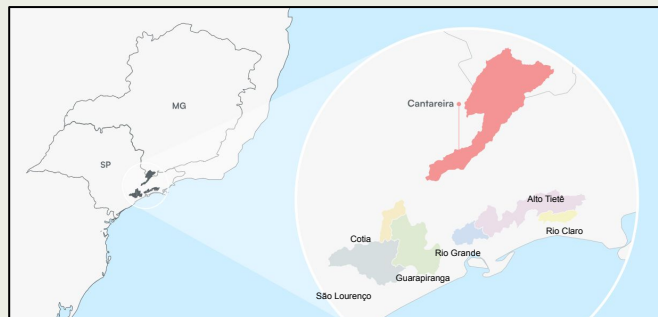 MG
SP
Cantareira
Alto Tietê
Rio Claro
Cotia
Rio Grande
Guarapiranga
São Lourenço